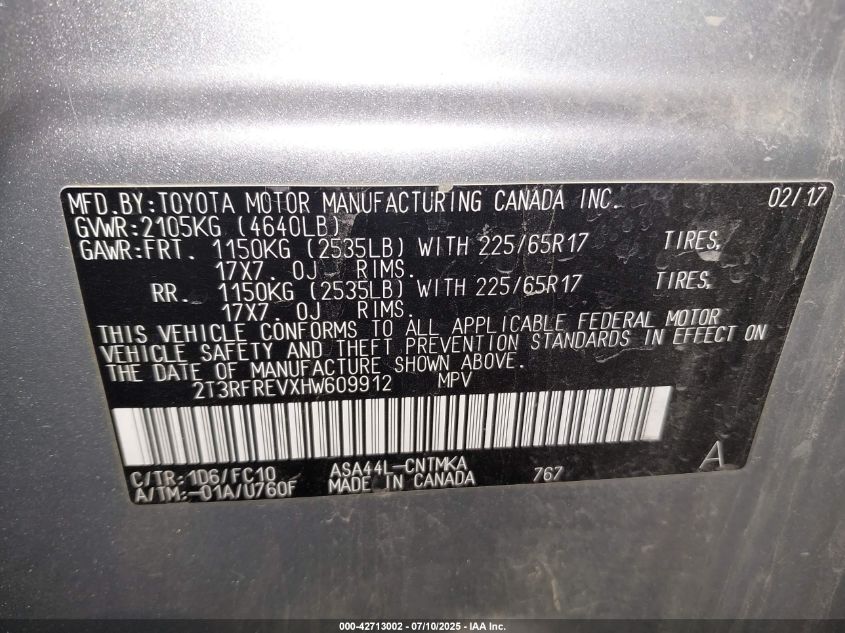 MFD.BY:TOYOTA MOTOR MANUFACTURING CANADA INC. 02/17
GVWR:2105KG (4640LB)
GAWR:FRT. 1150KG (2535LB) WITH 225/65R17 TIRES,
17X7. 0J RIMS.
RR. 1150KG (2535LB) WITH 225/65R17 TIRES,
17X7. 0J RIMS.
THIS VEHICLE CONFORMS TO ALL APPLICABLE FEDERAL MOTOR
VEHICLE SAFETY AND THEFT PREVENTION STANDARDS IN EFFECT ON
THE DATE OF MANUFACTURE SHOWN ABOVE.
2T3RFREVXHW609912 MPV
C/TR:1D6/FC10 ASA44L-CNTMKA 767 A
A/TM:-01A/U760F MADE IN CANADA
000-42713002 - 07/10/2025 - IAA Inc.